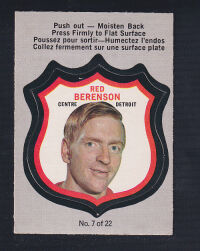 Push out — Moisten Back
Press Firmly to Flat Surface
Poussez pour sortir—Humectez l'endos
Collez fermement sur une surface plate
RED
BERENSON
CENTRE DETROIT
No. 7 of 22